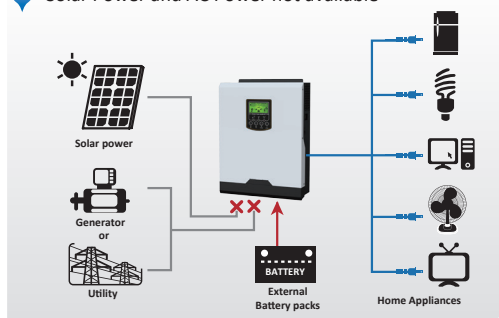 Solar Power and AC Power not available
Solar power
Generator
or
Utility
BATTERY
External
Battery packs
Home Appliances